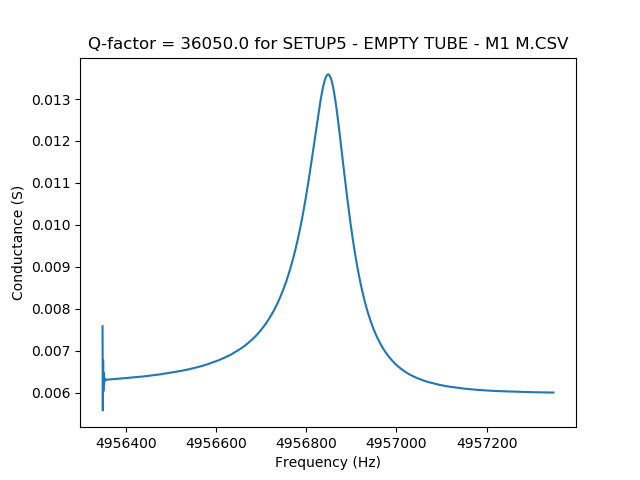 Q-factor = 36050.0 for SETUP5 - EMPTY TUBE - M1 M.CSV
0.013
0.012
0.011
0.010
0.009
0.008
0.007
0.006
Conductance (S)
4956400 4956600 4956800 4957000 4957200
Frequency (Hz)